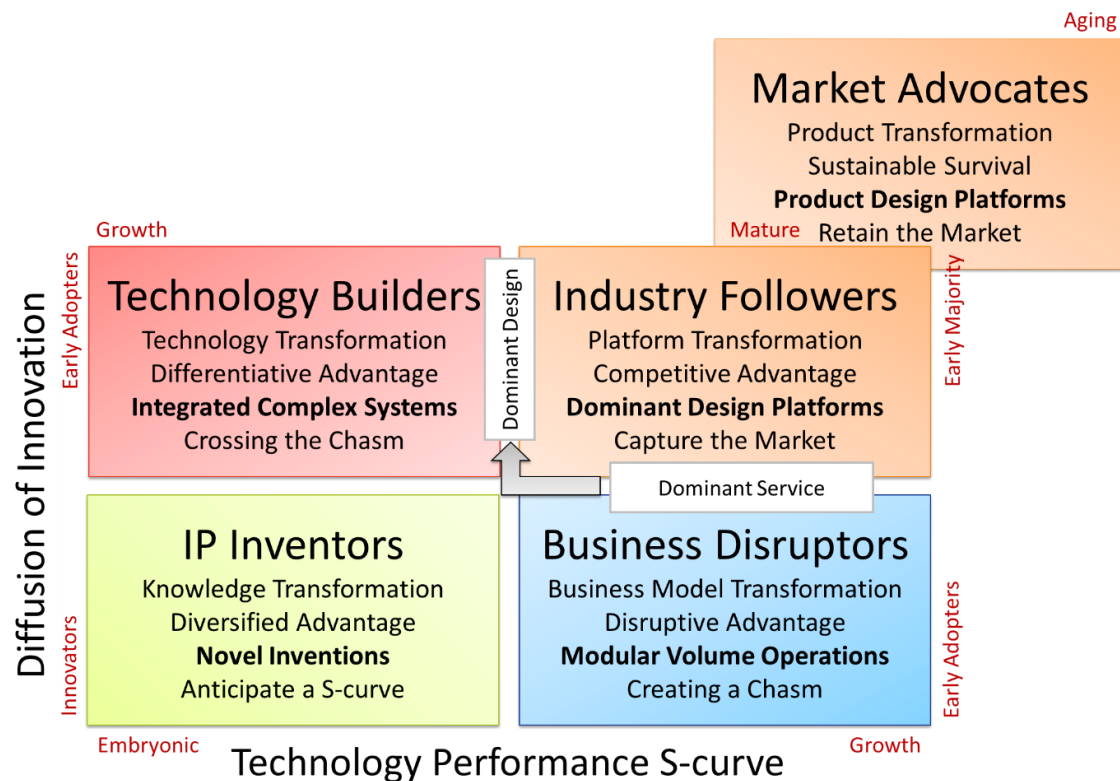 Aging
Market Advocates
Product Transformation
Sustainable Survival
Product Design Platforms
Retain the Market
Growth
Mature
Early Adopters
Technology Builders
Technology Transformation
Differentiative Advantage
Integrated Complex Systems
Crossing the Chasm
Dominant Design
Industry Followers
Platform Transformation
Competitive Advantage
Dominant Design Platforms
Capture the Market
Early Majority
Dominant Service
Diffusion of Innovation
Innovators
IP Inventors
Knowledge Transformation
Diversified Advantage
Novel Inventions
Anticipate a S-curve
Business Disruptors
Business Model Transformation
Disruptive Advantage
Modular Volume Operations
Creating a Chasm
Early Adopters
Embryonic
Growth
Technology Performance S-curve